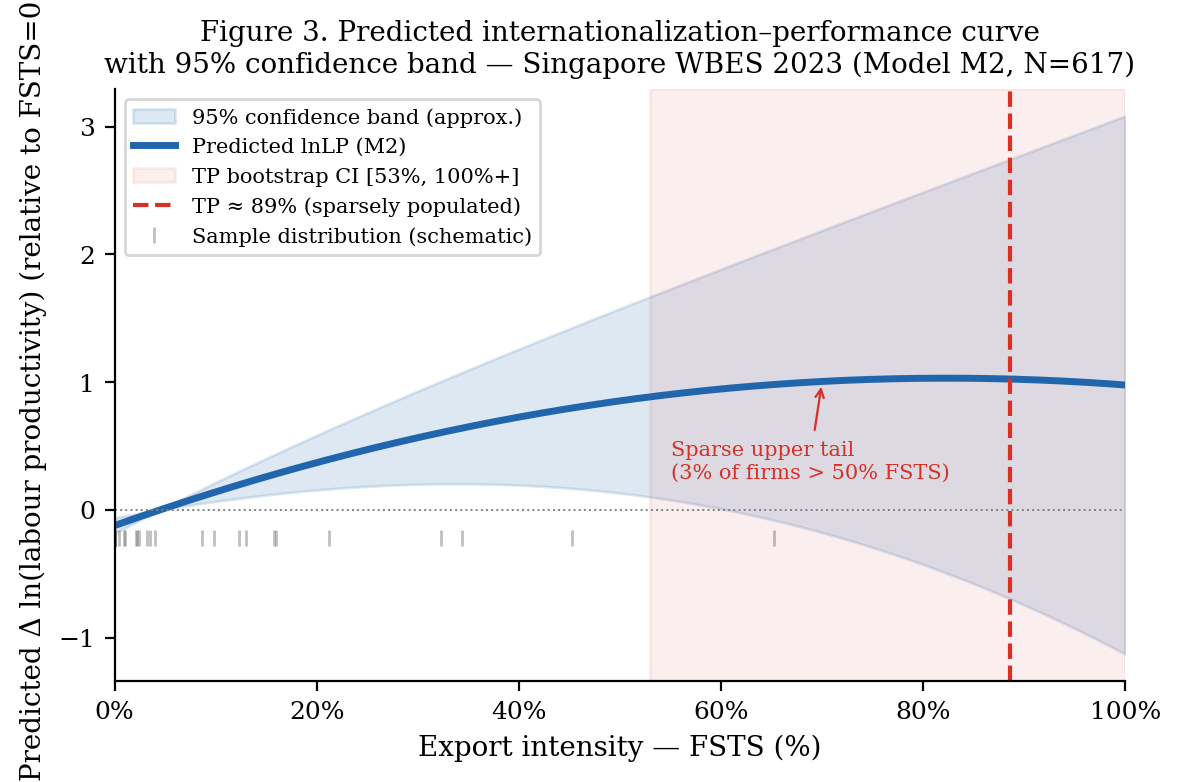 Figure 3. Predicted internationalization–performance curve
with 95% confidence band — Singapore WBES 2023 (Model M2, N=617)
Predicted Δ ln(labour productivity) (relative to FSTS=0
95% confidence band (approx.)
Predicted lnLP (M2)
TP bootstrap CI [53%, 100%+]
TP ≈ 89% (sparsely populated)
Sample distribution (schematic)
3
2
1
0
−1
Sparse upper tail
(3% of firms > 50% FSTS)
0%
20%
40%
60%
80%
100%
Export intensity — FSTS (%)